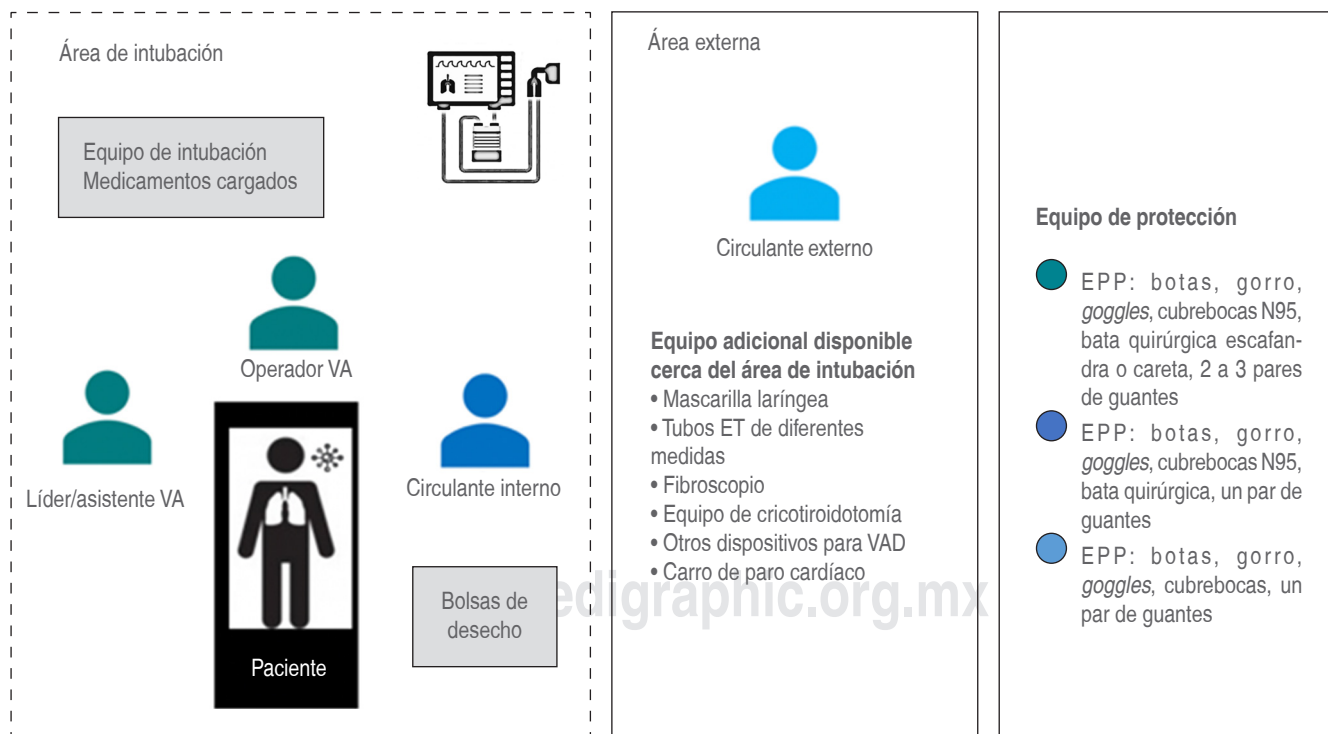 Área de intubación
Equipo de intubación
Medicamentos cargados
Operador VA
Líder/asistente VA
Circulante interno
Bolsas de
desecho
Paciente
Área externa
Circulante externo
Equipo adicional disponible
cerca del área de intubación
• Mascarilla laríngea
• Tubos ET de diferentes
medidas
• Fibroscopio
• Equipo de cricotiroidotomía
• Otros dispositivos para VAD
• Carro de paro cardíaco
edigraphic.org.mx
Equipo de protección
EPP: botas, gorro,
goggles, cubrebocas N95,
bata quirúrgica escafan-
dra o careta, 2 a 3 pares
de guantes
EPP: botas, gorro,
goggles, cubrebocas N95,
bata quirúrgica, un par de
guantes
EPP: botas, gorro,
goggles, cubrebocas, un
par de guantes